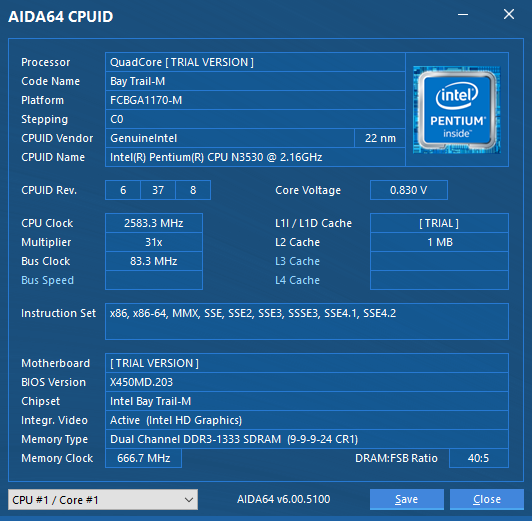 AIDA64 CPUID
Processor QuadCore [ TRIAL VERSION ]
Code Name Bay Trail-M
Platform FCBGA1170-M
Stepping C0
CPUID Vendor GenuineIntel 22 nm
CPUID Name Intel(R) Pentium(R) CPU N3530 @ 2.16GHz
intel
PENTIUM
inside™
CPUID Rev. 6 37 8 Core Voltage 0.830 V
CPU Clock 2583.3 MHz L1I / L1D Cache [ TRIAL ]
Multiplier 31x L2 Cache 1 MB
Bus Clock 83.3 MHz L3 Cache
Bus Speed L4 Cache
Instruction Set x86, x86-64, MMX, SSE, SSE2, SSE3, SSSE3, SSE4.1, SSE4.2
Motherboard [ TRIAL VERSION ]
BIOS Version X450MD.203
Chipset Intel Bay Trail-M
Integr. Video Active (Intel HD Graphics)
Memory Type Dual Channel DDR3-1333 SDRAM (9-9-9-24 CR1)
Memory Clock 666.7 MHz DRAM:FSB Ratio 40:5
CPU #1 / Core #1 AIDA64 v6.00.5100 Save Close